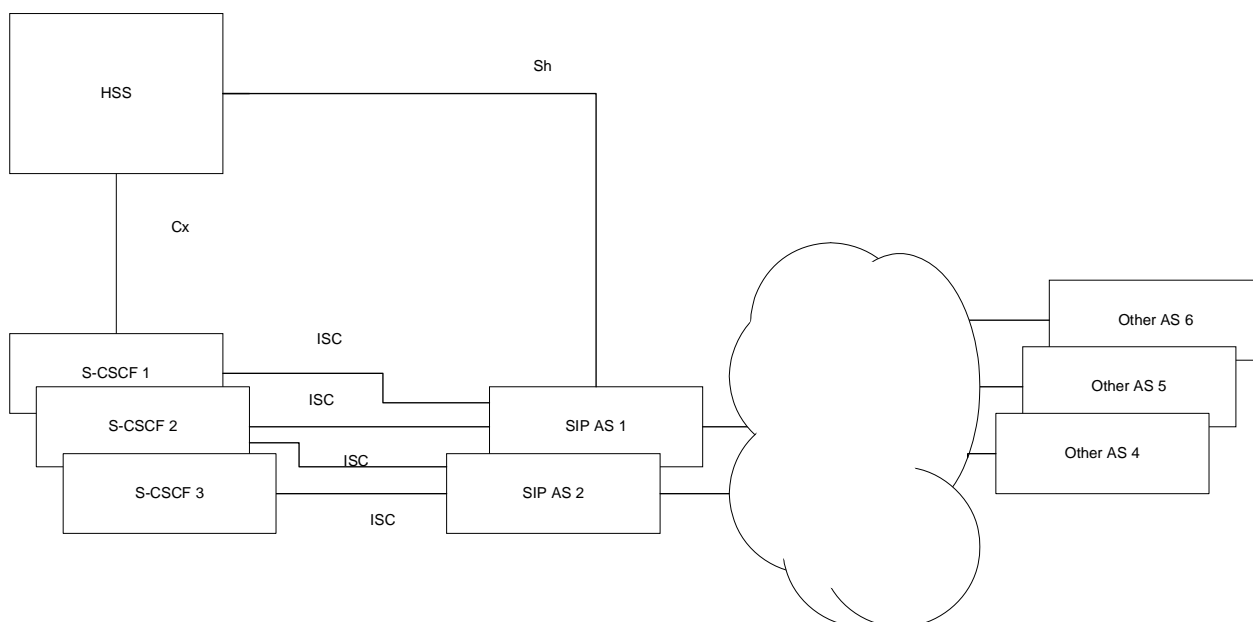 Sh
HSS
Cx
ISC
S-CSCF 1
ISC
S-CSCF 2
SIP AS 1
ISC
S-CSCF 3
SIP AS 2
ISC
Other AS 6
Other AS 5
Other AS 4